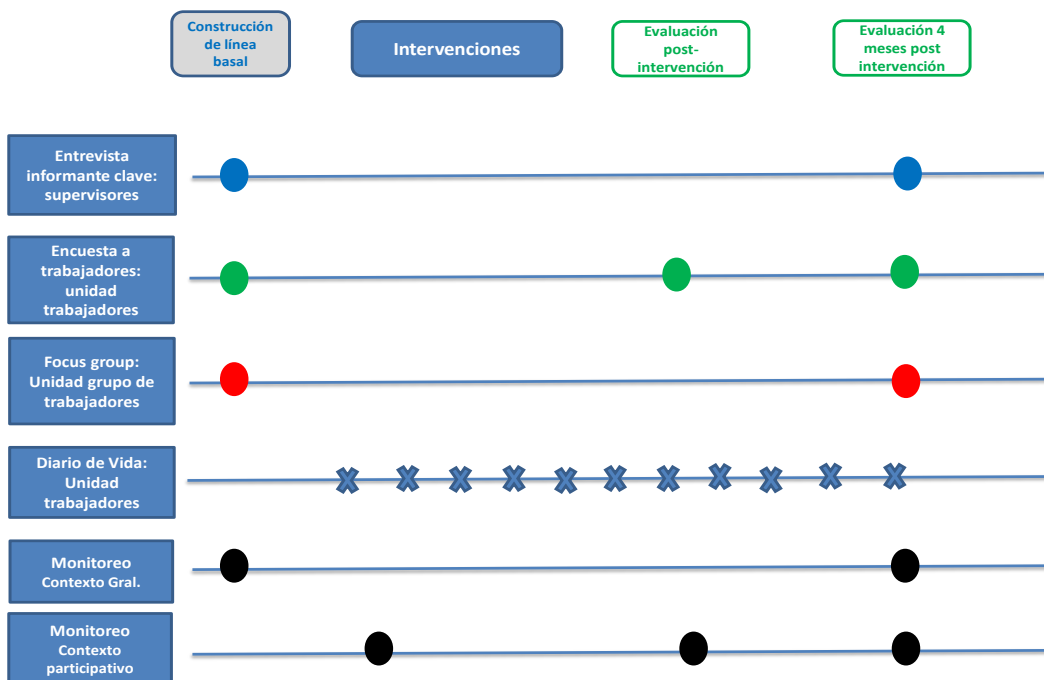 Construcción
de línea
basal
Intervenciones
Evaluación
post-
intervención
Evaluación 4
meses post
intervención
Entrevista
informante clave:
supervisores
Encuesta a
trabajadores:
unidad
trabajadores
Focus group:
Unidad grupo de
trabajadores
Diario de Vida:
Unidad
trabajadores
Monitoreo
Contexto Gral.
Monitoreo
Contexto
participativo